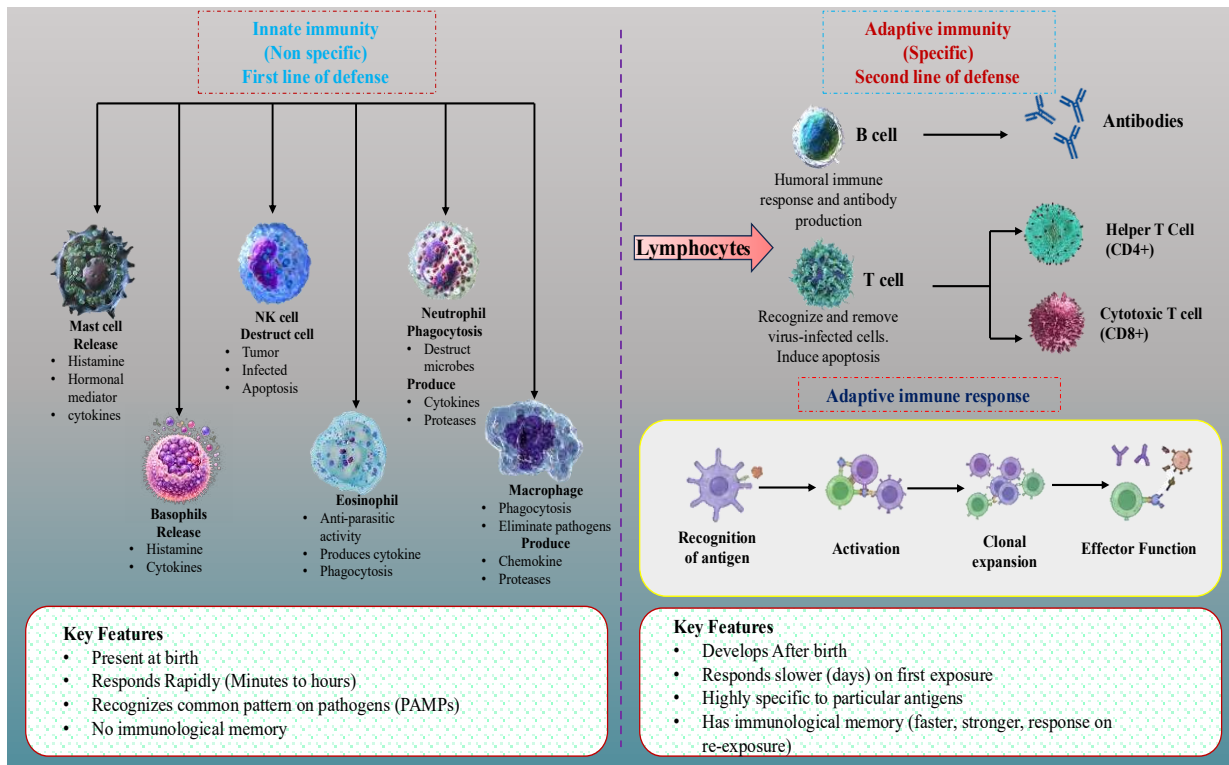 Innate immunity
(Non specific)
First line of defense
Mast cell
Release
• Histamine
• Hormonal
mediator
• cytokines
NK cell
Destruct cell
• Tumor
• Infected
• Apoptosis
Neutrophil
Phagocytosis
• Destruct
microbes
Produce
• Cytokines
• Proteases
Basophils
Release
• Histamine
• Cytokines
Eosinophil
• Anti-parasitic
activity
• Produces cytokine
• Phagocytosis
Macrophage
• Phagocytosis
• Eliminate pathogens
Produce
• Chemokine
• Proteases
Key Features
• Present at birth
• Responds Rapidly (Minutes to hours)
• Recognizes common pattern on pathogens (PAMPs)
• No immunological memory
Adaptive immunity
(Specific)
Second line of defense
B cell
Antibodies
Humoral immune
response and antibody
production
Lymphocytes
T cell
Recognize and remove
virus-infected cells.
Induce apoptosis
Helper T Cell
(CD4+)
Cytotoxic T cell
(CD8+)
Adaptive immune response
Recognition
of antigen
Activation
Clonal
expansion
Effector Function
Key Features
• Develops After birth
• Responds slower (days) on first exposure
• Highly specific to particular antigens
• Has immunological memory (faster, stronger, response on
re-exposure)